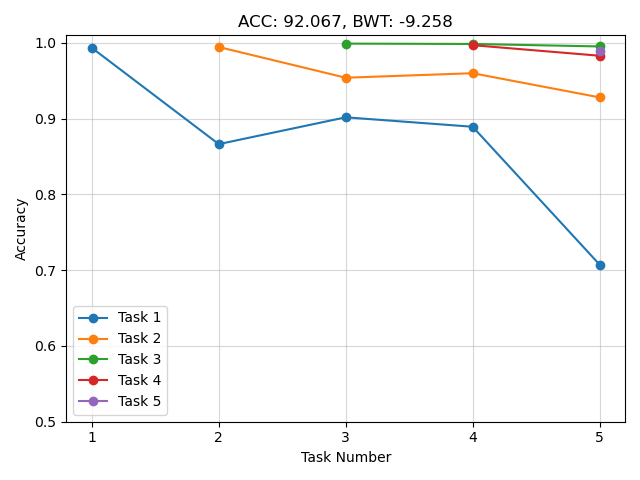 ACC: 92.067, BWT: -9.258
1.0
0.9
0.8
0.7
0.6
0.5
Accuracy
Task 1
Task 2
Task 3
Task 4
Task 5
1 2 3 4 5
Task Number